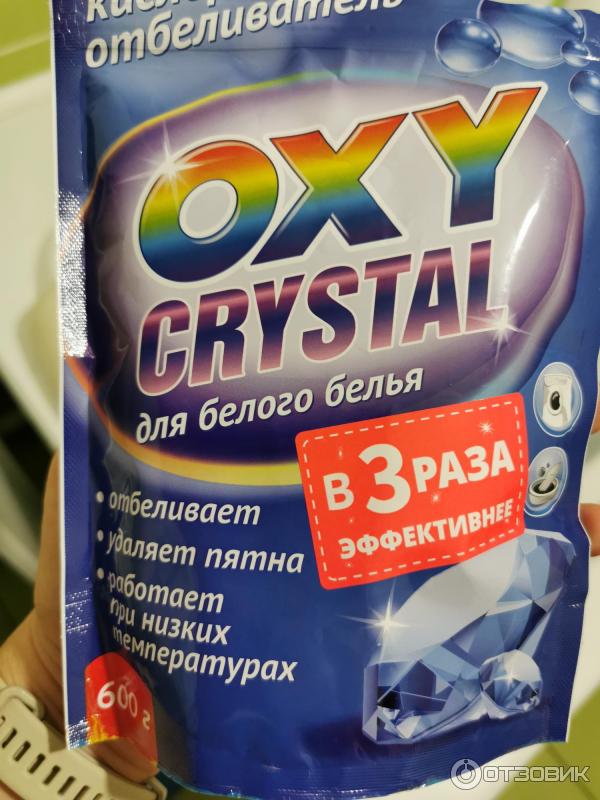 отбеливатель
OXY
CRYSTAL
для белого белья
В 3 РАЗА
ЭФФЕКТИВНЕЕ
• отбеливает
• удаляет пятна
• работает
при низких
температурах
600 г
ОТЗОВИК